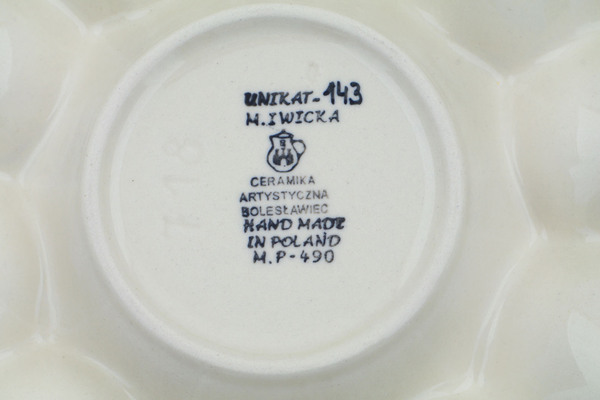 UNIKAT-143
M.IWICKA
CERAMIKA
ARTYSTYCZNA
BOLESŁAWIEC
HAND MADE
IN POLAND
M.P-490